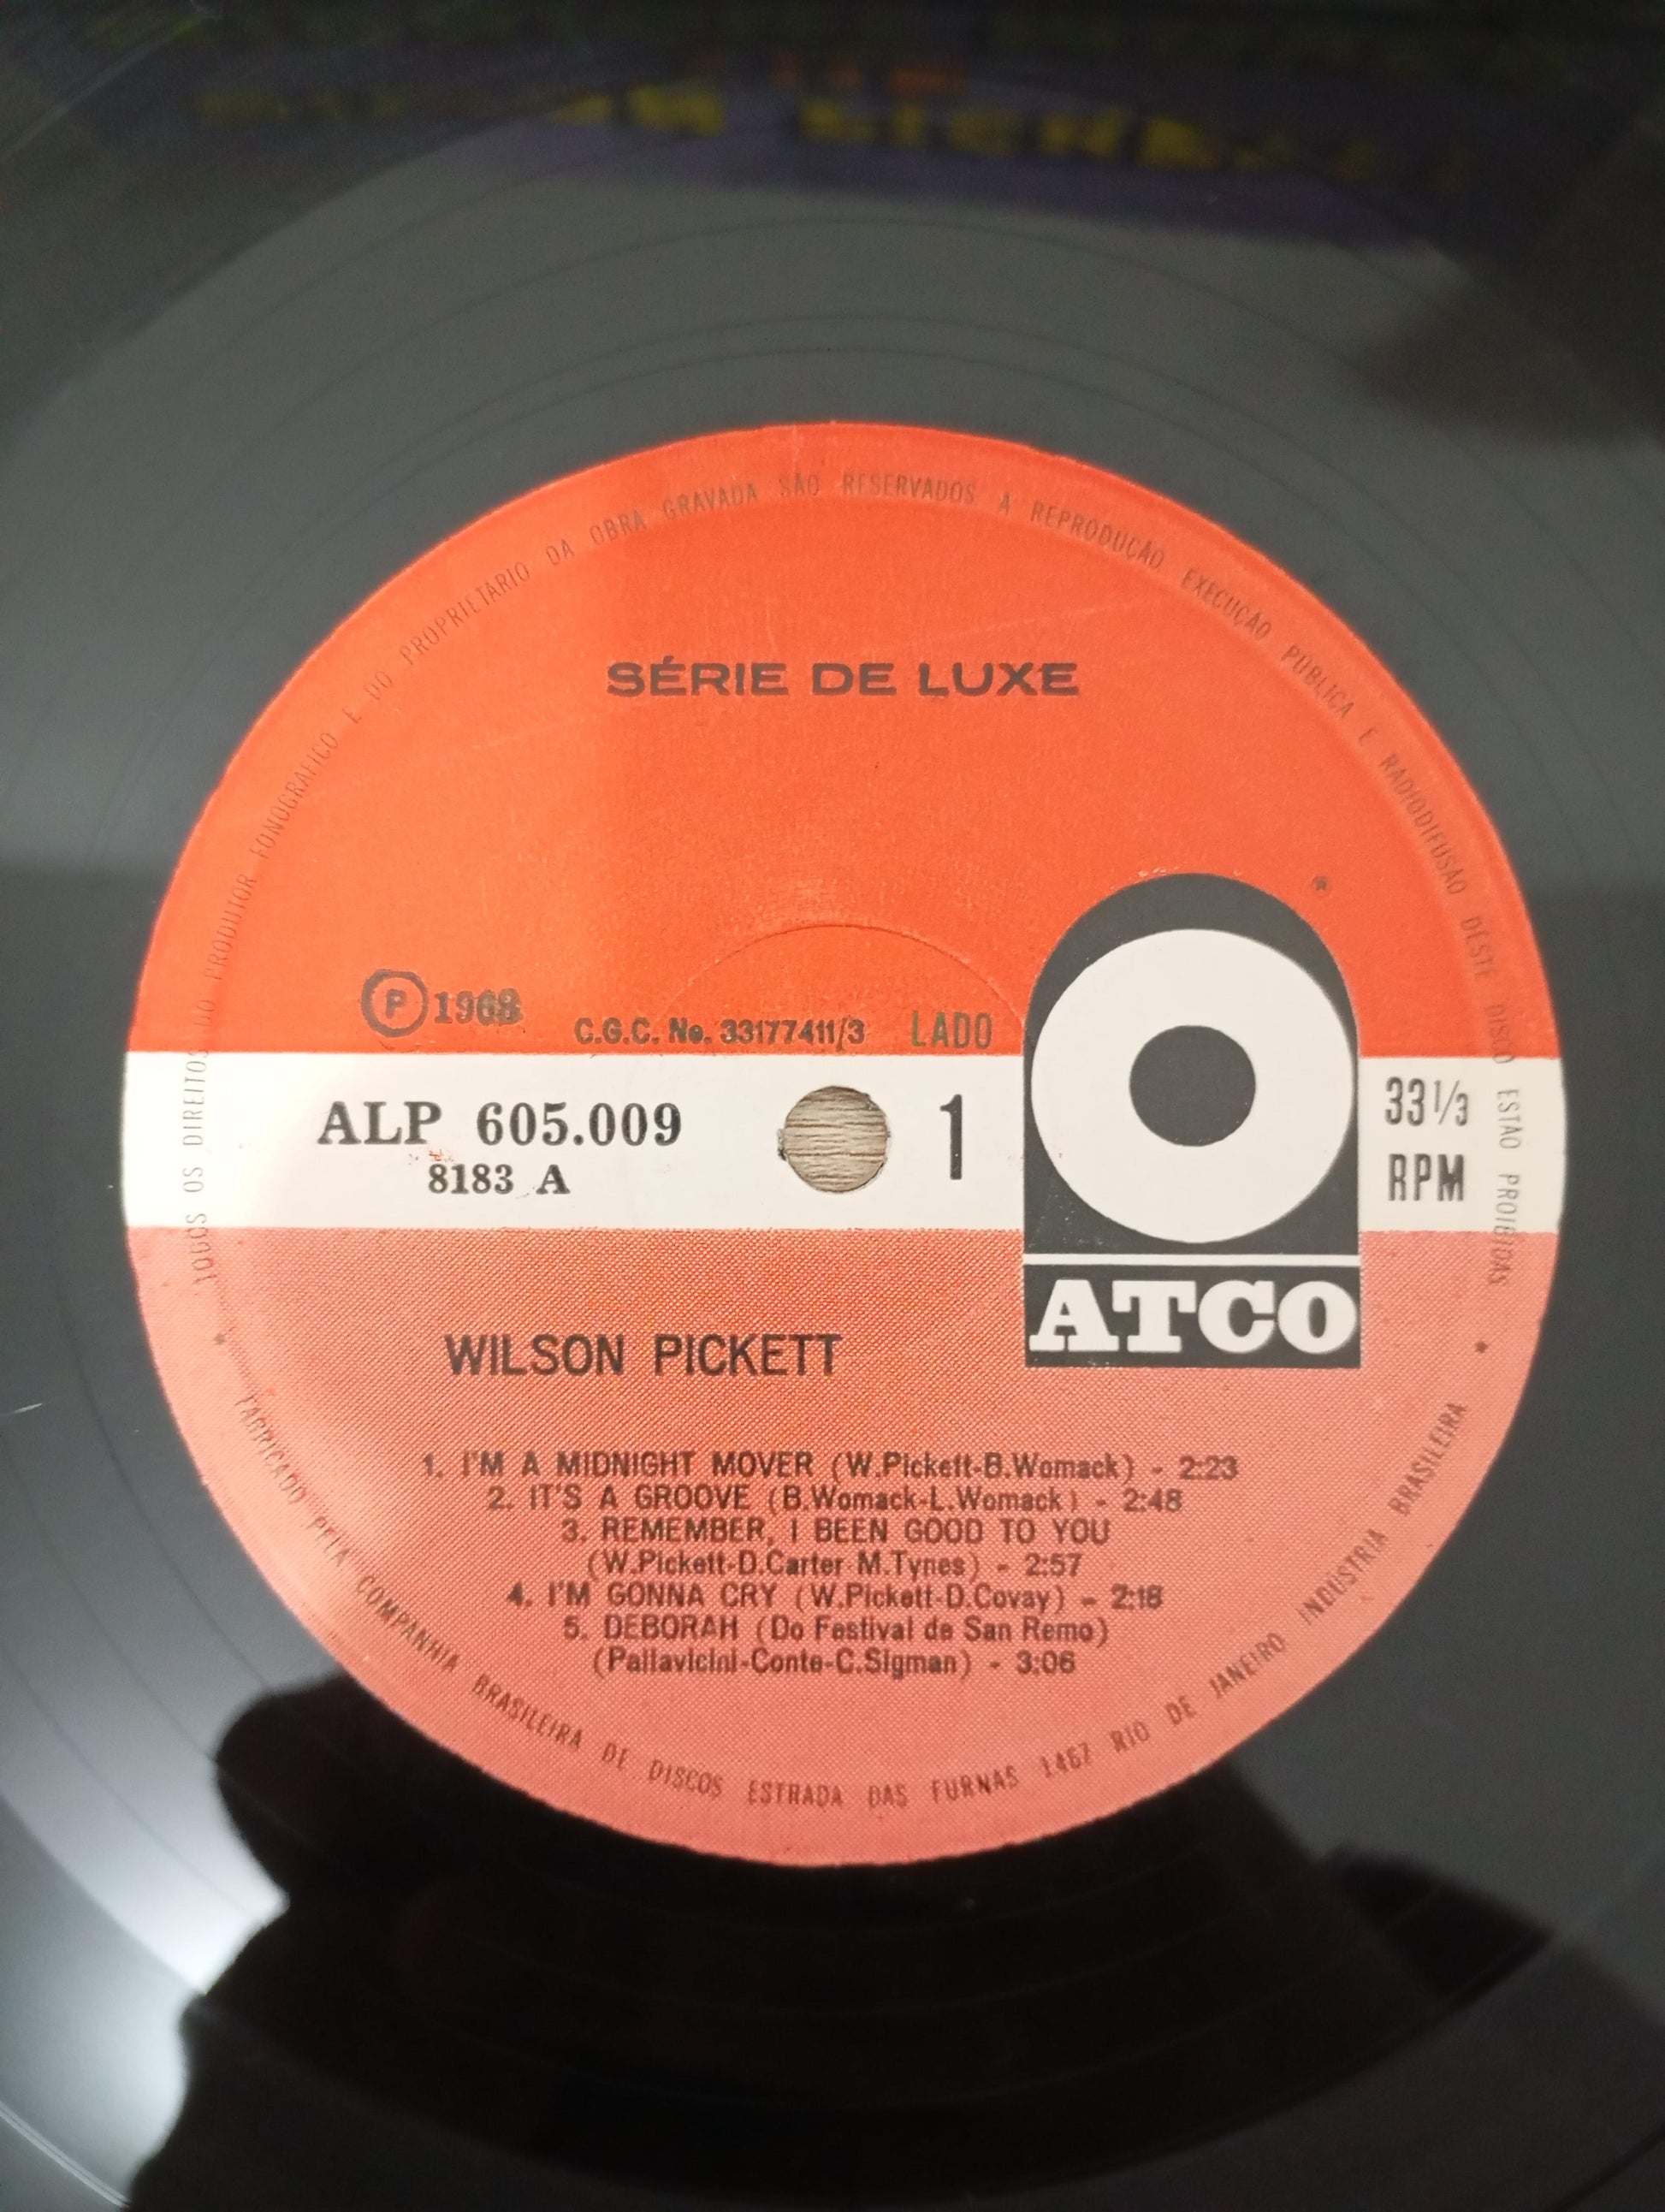 TODOS OS DIREITOS DO PRODUTOR FONOGRAFICO E DO PROPRIETARIO DA OBRA GRAVADA SÃO RESERVADOS A REPRODUÇÃO EXECUÇÃO PUBLICA E RADIODIFUSÃO DESTE DISCO ESTÃO PROIBIDAS
SÉRIE DE LUXE
®
Ⓟ 1968
C.G.C. No. 33177411/3 LADO
ALP 605.009 1 33 1/3
8183 A RPM
ATCO
WILSON PICKETT
1. I'M A MIDNIGHT MOVER (W.Pickett-B.Womack) - 2:23
2. IT'S A GROOVE (B.Womack-L.Womack) - 2:48
3. REMEMBER, I BEEN GOOD TO YOU
(W.Pickett-D.Carter-M.Tynes) - 2:57
4. I'M GONNA CRY (W.Pickett-D.Covay) - 2:18
5. DEBORAH (Do Festival de San Remo)
(Pallavicini-Conte-C.Sigman) - 3:06
FABRICADO PELA COMPANHIA BRASILEIRA DE DISCOS ESTRADA DAS FURNAS 1467 RIO DE JANEIRO INDUSTRIA BRASILEIRA